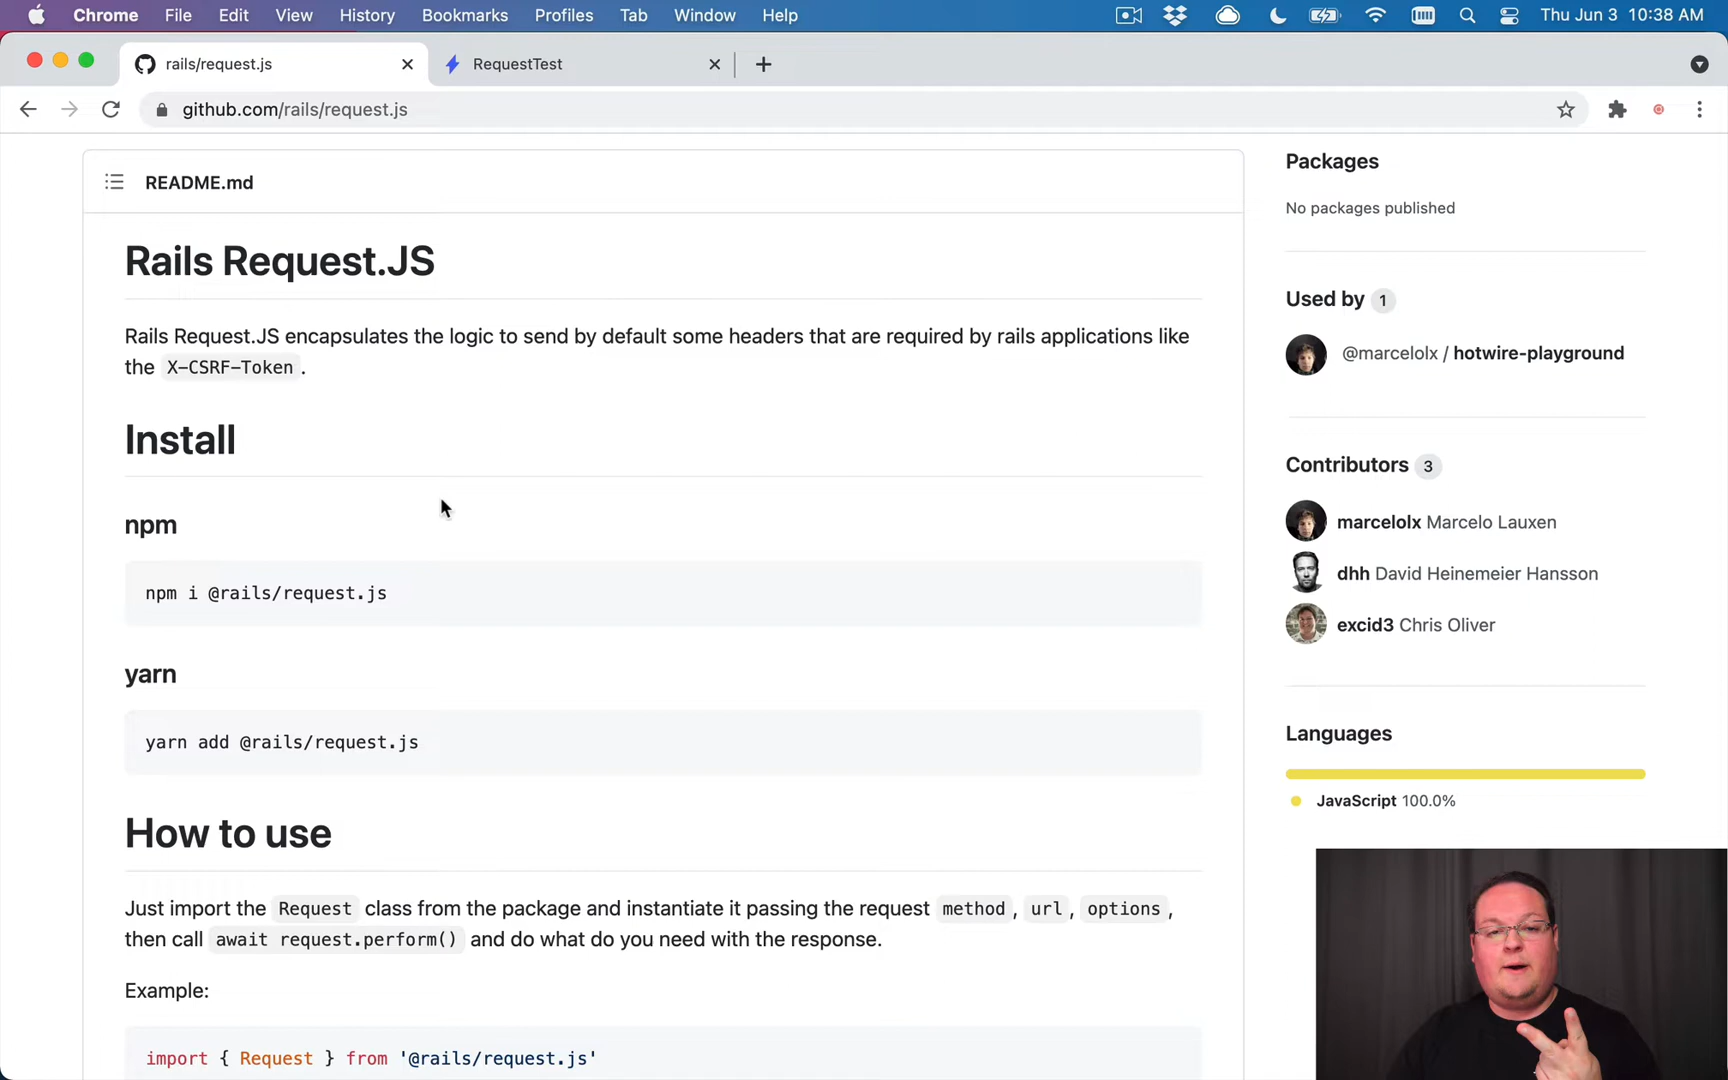 Chrome File Edit View History Bookmarks Profiles Tab Window Help Thu Jun 3 10:38 AM
rails/request.js RequestTest
github.com/rails/request.js
README.md
Rails Request.JS
Rails Request.JS encapsulates the logic to send by default some headers that are required by rails applications like
the X-CSRF-Token .
Install
npm
npm i @rails/request.js
yarn
yarn add @rails/request.js
How to use
Just import the Request class from the package and instantiate it passing the request method , url , options ,
then call await request.perform() and do what do you need with the response.
Example:
import { Request } from '@rails/request.js'
Packages
No packages published
Used by 1
@marcelolx / hotwire-playground
Contributors 3
marcelolx Marcelo Lauxen
dhh David Heinemeier Hansson
excid3 Chris Oliver
Languages
JavaScript 100.0%